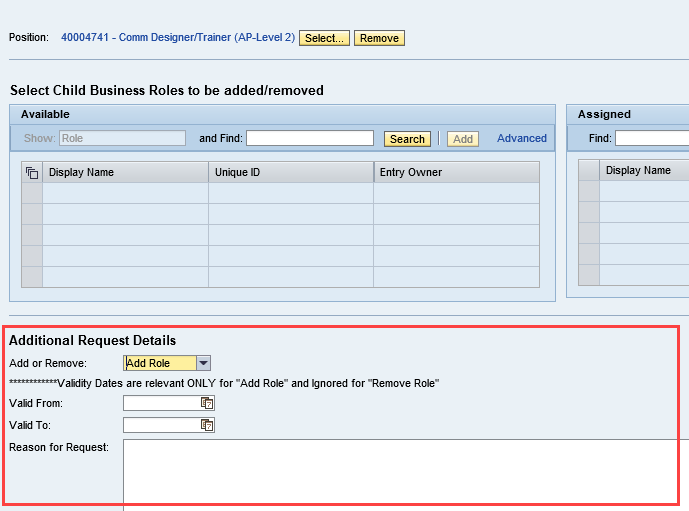 Position: 40004741 - Comm Designer/Trainer (AP-Level 2) Select... Remove
Select Child Business Roles to be added/removed
Available
Show: Role and Find: Search Add Advanced
Display Name Unique ID Entry Owner
Assigned
Find:
Display Name
Additional Request Details
Add or Remove: Add Role
************Validity Dates are relevant ONLY for "Add Role" and Ignored for "Remove Role"
Valid From:
Valid To:
Reason for Request: